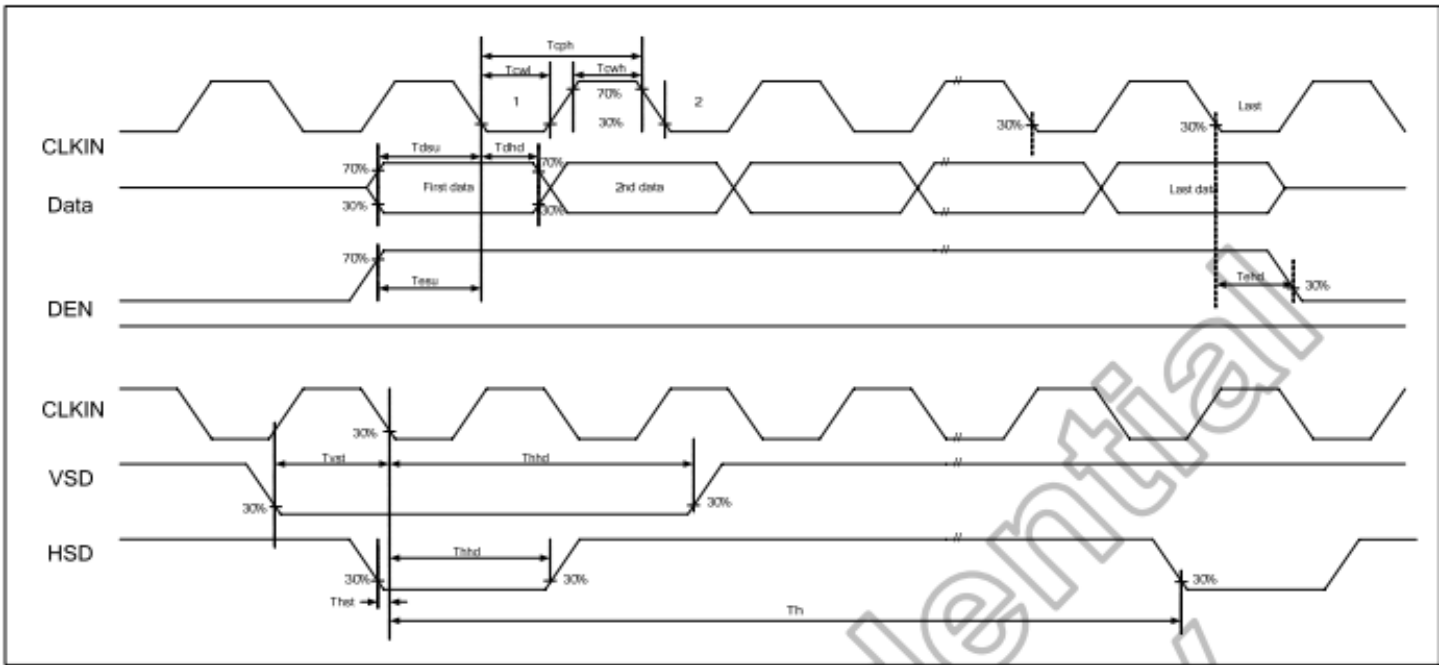 Tcph
Tcwl
Tcwh
1
70%
2
Last
30%
30%
30%
CLKIN
Tdsu
Tdhd
70%
70%
First data
2nd data
Last dat
Data
30%
30%
70%
Tesu
Tehd
30%
DEN
CLKIN
30%
Tvst
Thhd
VSD
30%
30%
HSD
Thhd
30%
30%
30%
Thst
Th